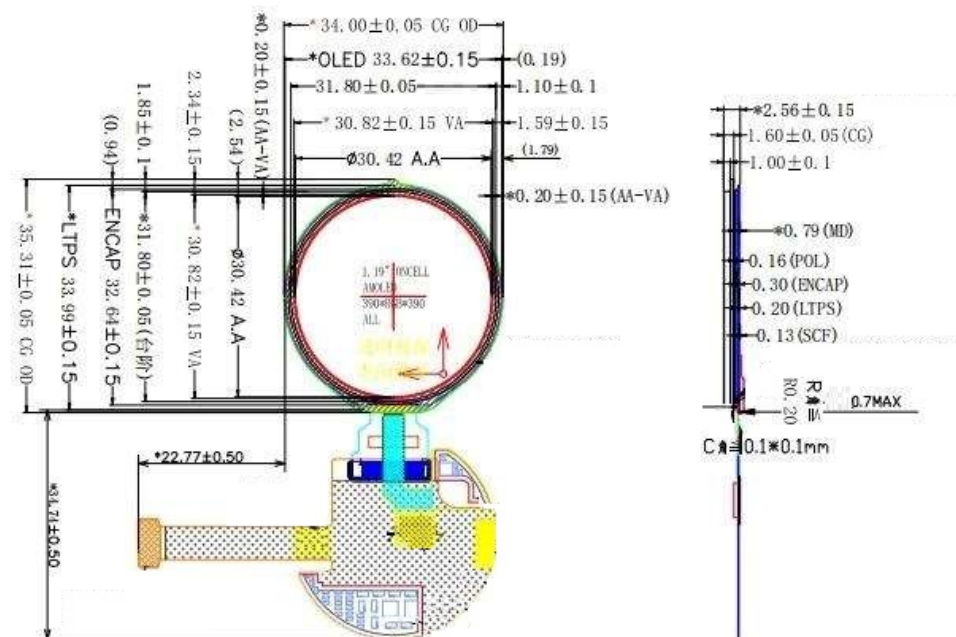 * 34.00±0.05 CG OD
*OLED 33.62±0.15
(0.19)
31.80±0.05
1.10±0.1
* 30.82±0.15 VA
1.59±0.15
Ø30.42 A.A
(1.79)
*0.20±0.15(AA-VA)
*0.20±0.15(AA-VA)
(2.54)
2.34±0.15
1.85±0.1
(0.94)
* 35.31±0.05 CG OD
*LTPS 33.99±0.15
ENCAP 32.64±0.15
*31.80±0.05(台阶)
* 30.82±0.15 VA
Ø30.42 A.A
1.19" ONCELL
AMOLED
390*RGB*390
ALL
*22.77±0.50
*34.74±0.50
*2.56±0.15
1.60±0.05(CG)
1.00±0.1
*0.79(MD)
0.16(POL)
0.30(ENCAP)
0.20(LTPS)
0.13(SCF)
R角≦
R0.20
0.7MAX
C角≦0.1*0.1mm